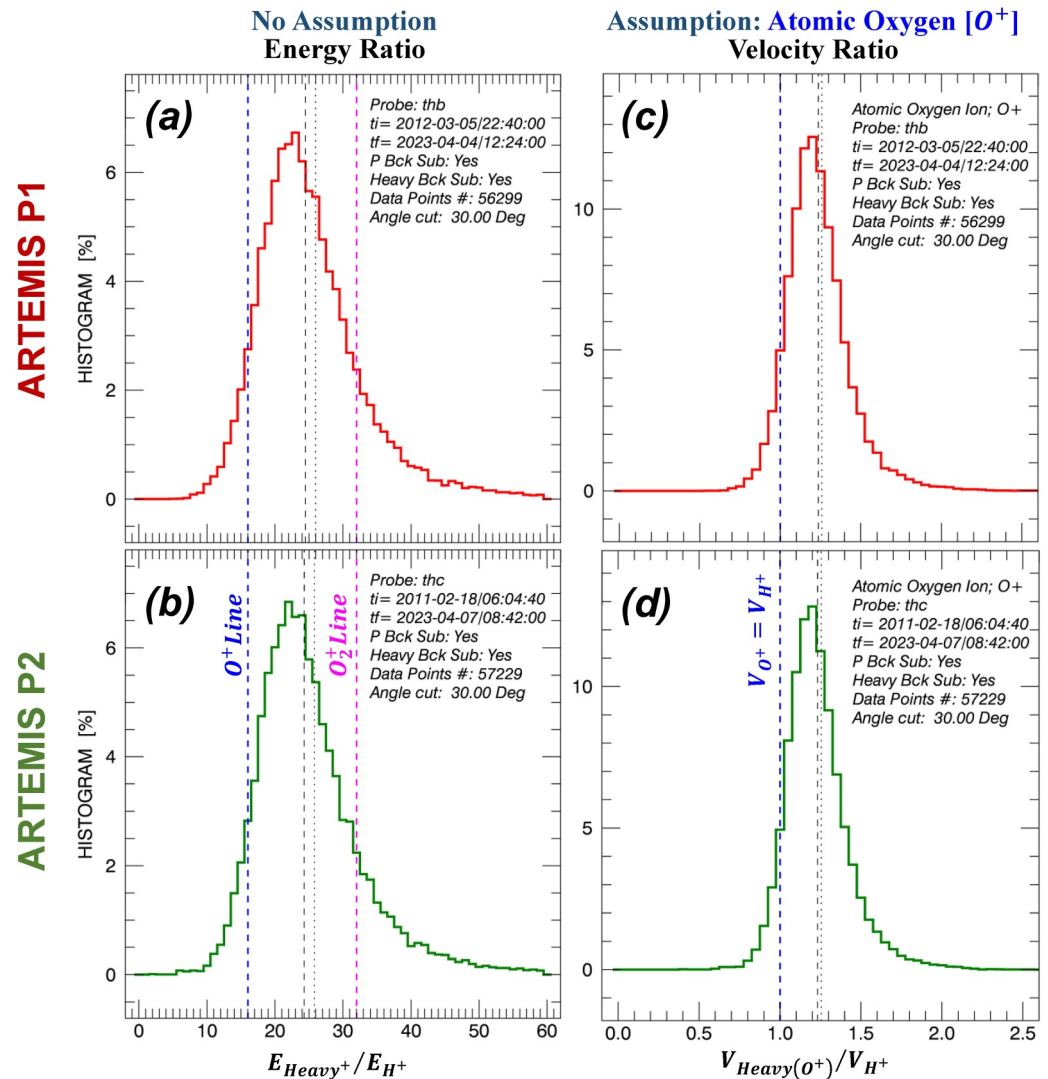 No Assumption
Energy Ratio
Assumption: Atomic Oxygen [O⁺]
Velocity Ratio
ARTEMIS P1
HISTOGRAM [%]
6
4
2
0
(a)
Probe: thb
ti= 2012-03-05/22:40:00
tf= 2023-04-04/12:24:00
P Bck Sub: Yes
Heavy Bck Sub: Yes
Data Points #: 56299
Angle cut: 30.00 Deg
10
5
0
(c)
Atomic Oxygen Ion; O+
Probe: thb
ti= 2012-03-05/22:40:00
tf= 2023-04-04/12:24:00
P Bck Sub: Yes
Heavy Bck Sub: Yes
Data Points #: 56299
Angle cut: 30.00 Deg
ARTEMIS P2
HISTOGRAM [%]
6
4
2
0
(b)
O⁺ Line
O₂⁺ Line
Probe: thc
ti= 2011-02-18/06:04:40
tf= 2023-04-07/08:42:00
P Bck Sub: Yes
Heavy Bck Sub: Yes
Data Points #: 57229
Angle cut: 30.00 Deg
0 10 20 30 40 50 60
E_Heavy⁺/E_H⁺
10
5
0
(d)
V_O⁺ = V_H⁺
Atomic Oxygen Ion; O+
Probe: thc
ti= 2011-02-18/06:04:40
tf= 2023-04-07/08:42:00
P Bck Sub: Yes
Heavy Bck Sub: Yes
Data Points #: 57229
Angle cut: 30.00 Deg
0.0 0.5 1.0 1.5 2.0 2.5
V_Heavy(O⁺)/V_H⁺